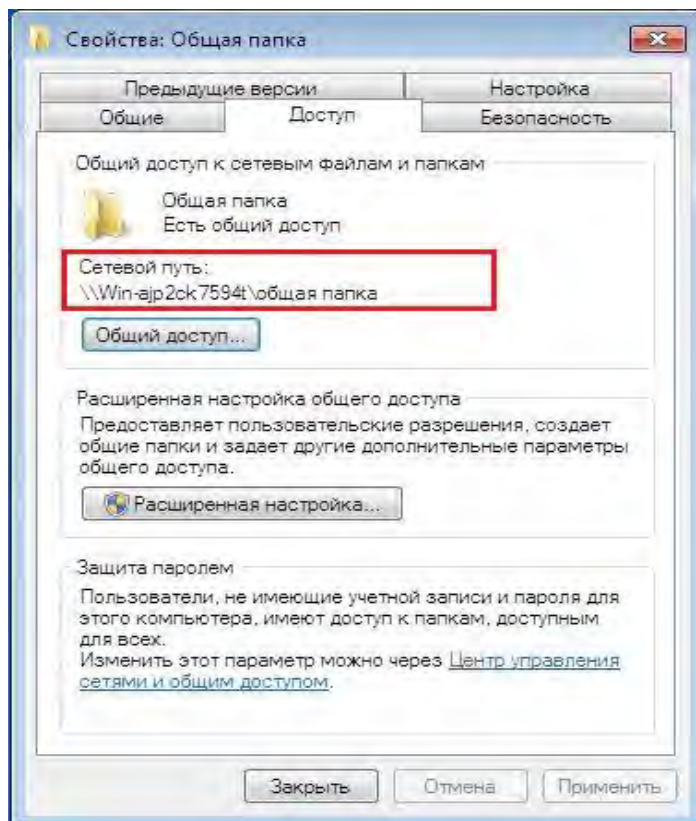 Свойства: Общая папка
Предыдущие версии
Настройка
Общие
Доступ
Безопасность
Общий доступ к сетевым файлам и папкам
Общая папка
Есть общий доступ
Сетевой путь:
\\Win-ajp2ck7594t\общая папка
Общий доступ...
Расширенная настройка общего доступа
Предоставляет пользовательские разрешения, создает
общие папки и задает другие дополнительные параметры
общего доступа.
Расширенная настройка...
Защита паролем
Пользователи, не имеющие учетной записи и пароля для
этого компьютера, имеют доступ к папкам, доступным
для всех.
Изменить этот параметр можно через Центр управления
сетями и общим доступом.
Закрыть
Отмена
Применить